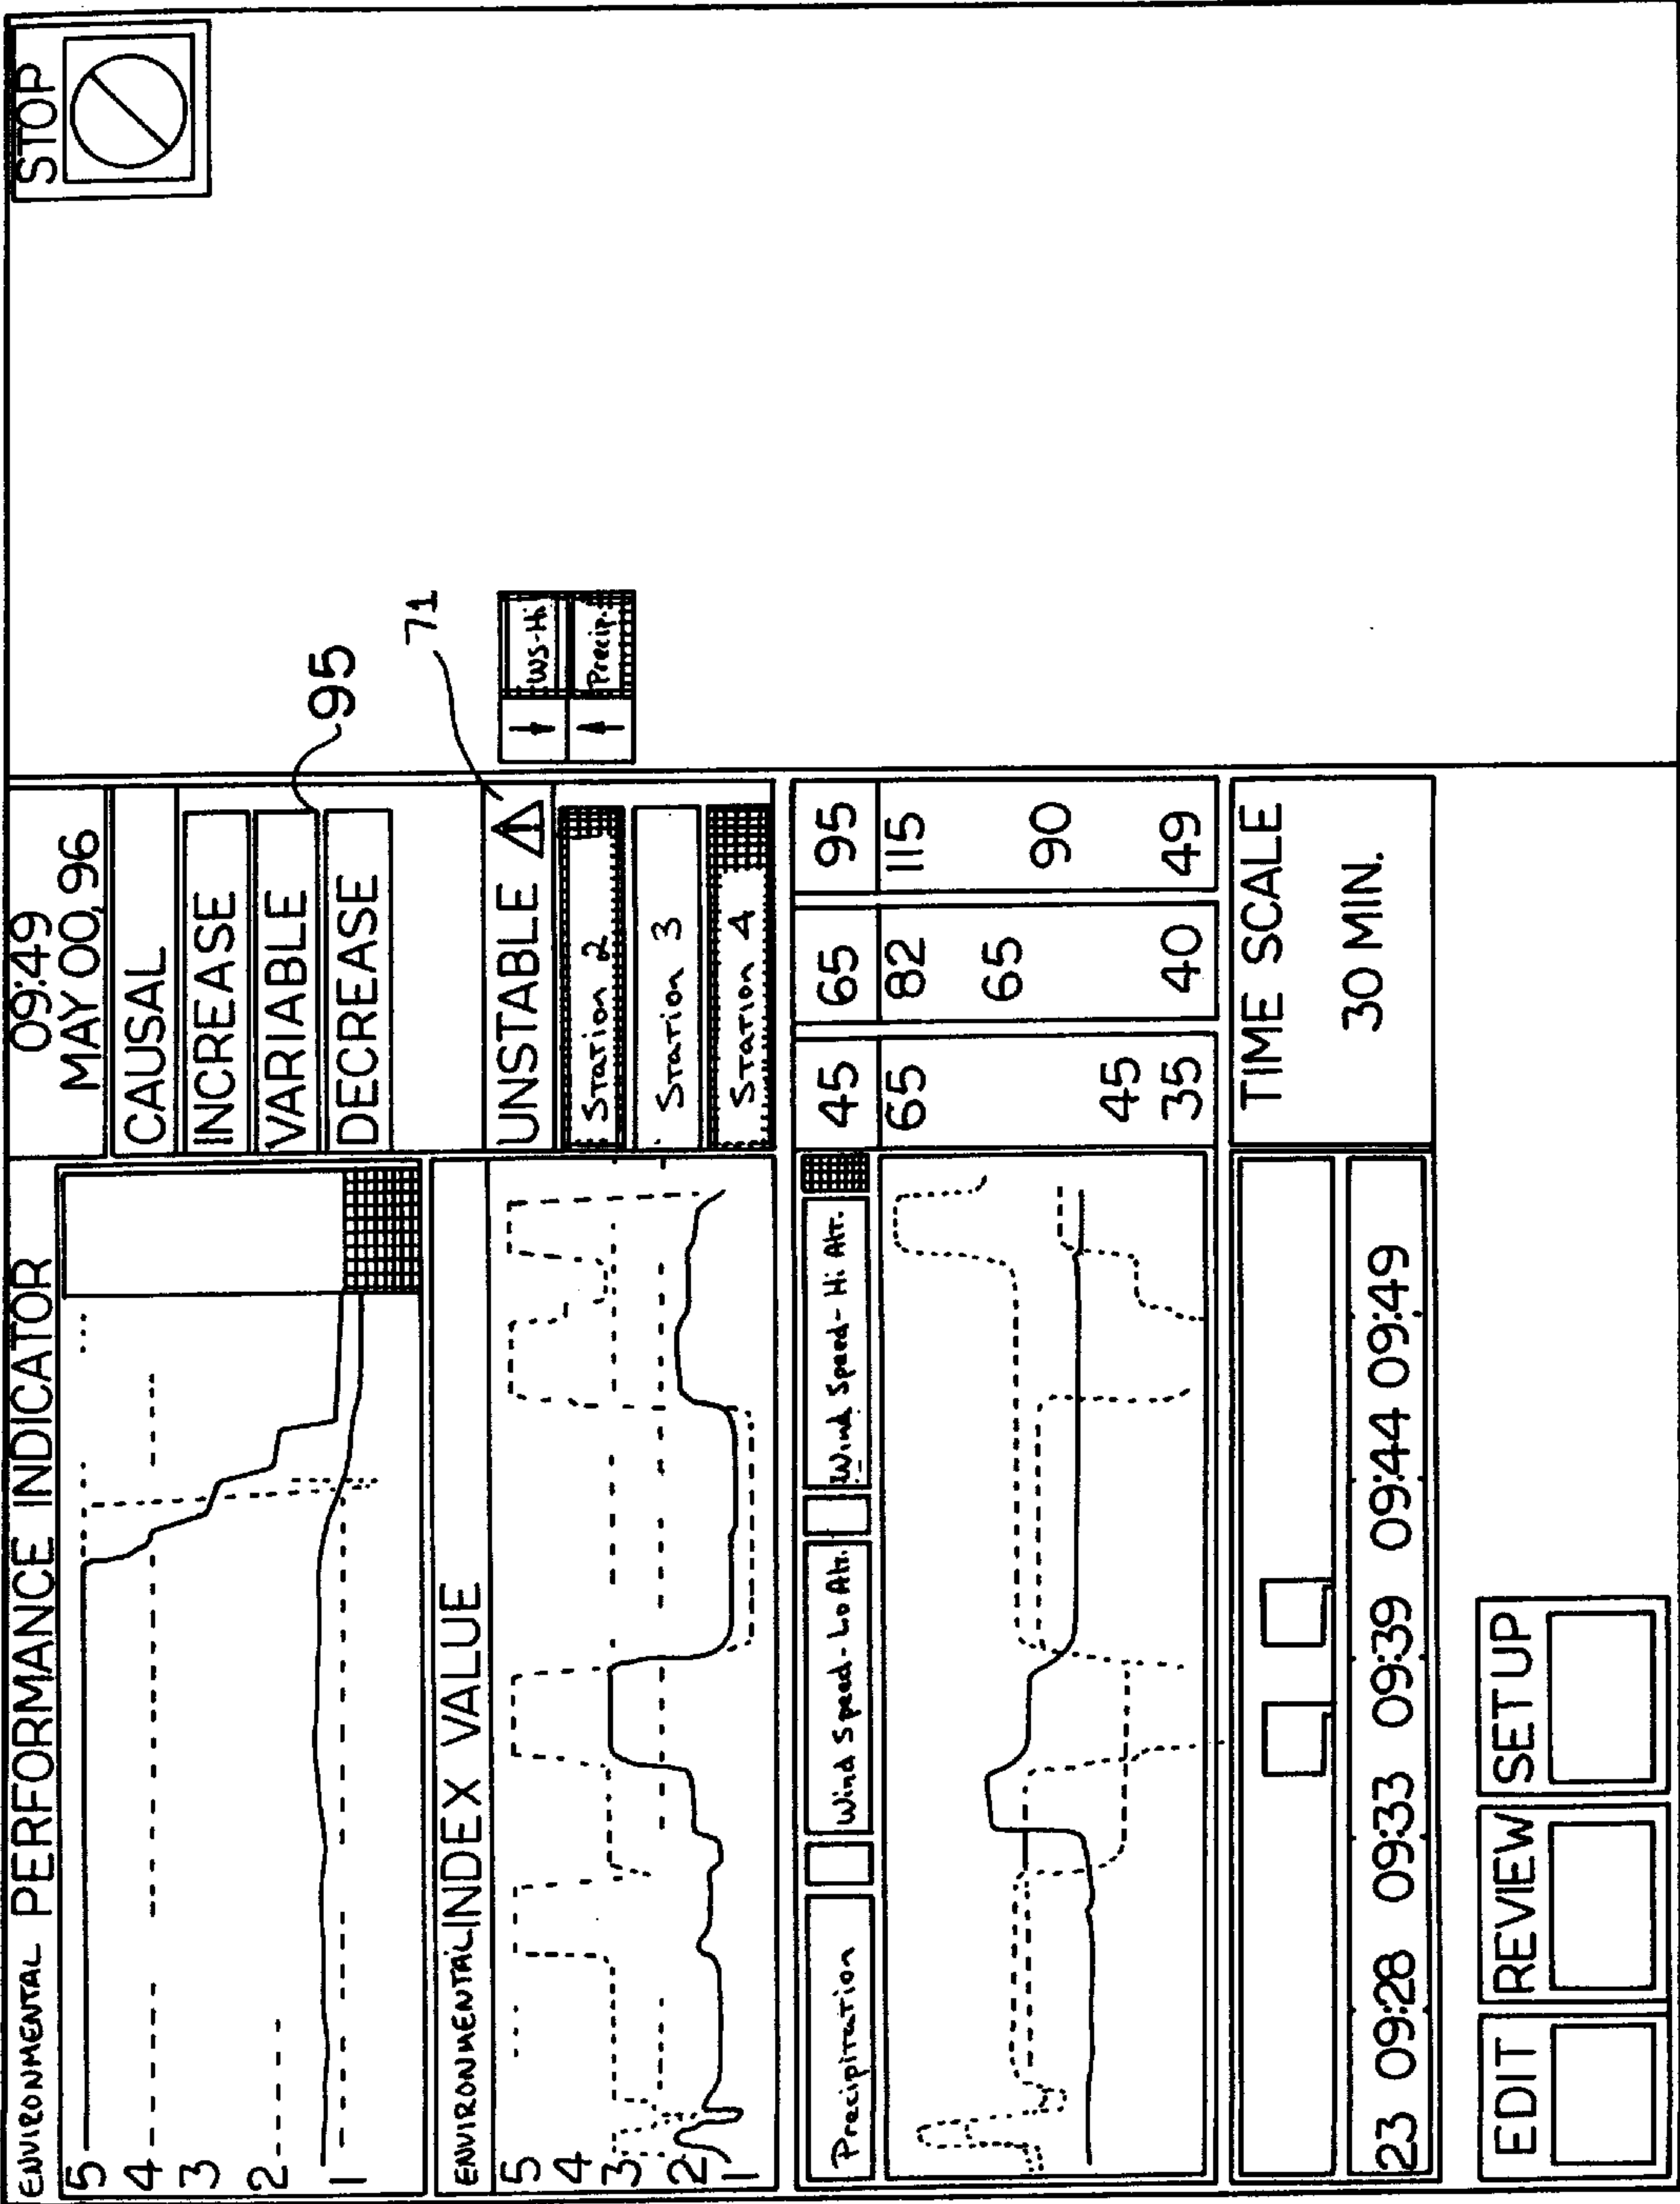 ENVIRONMENTAL PERFORMANCE INDICATOR
5
4
3
2
1
09:49
MAY 00,96
CAUSAL
INCREASE
VARIABLE
DECREASE
95
STOP
ENVIRONMENTAL INDEX VALUE
5
4
3
2
1
UNSTABLE
71
Station 2
Station 3
Station 4
WS-Hi
Precip.
Precipitation
Wind Speed-Lo Alt.
Wind Speed-Hi Alt.
45 65 95
65 82 115
65
90
45
35 40 49
TIME SCALE
30 MIN.
23 09:28 09:33 09:39 09:44 09:49
EDIT
REVIEW
SET UP